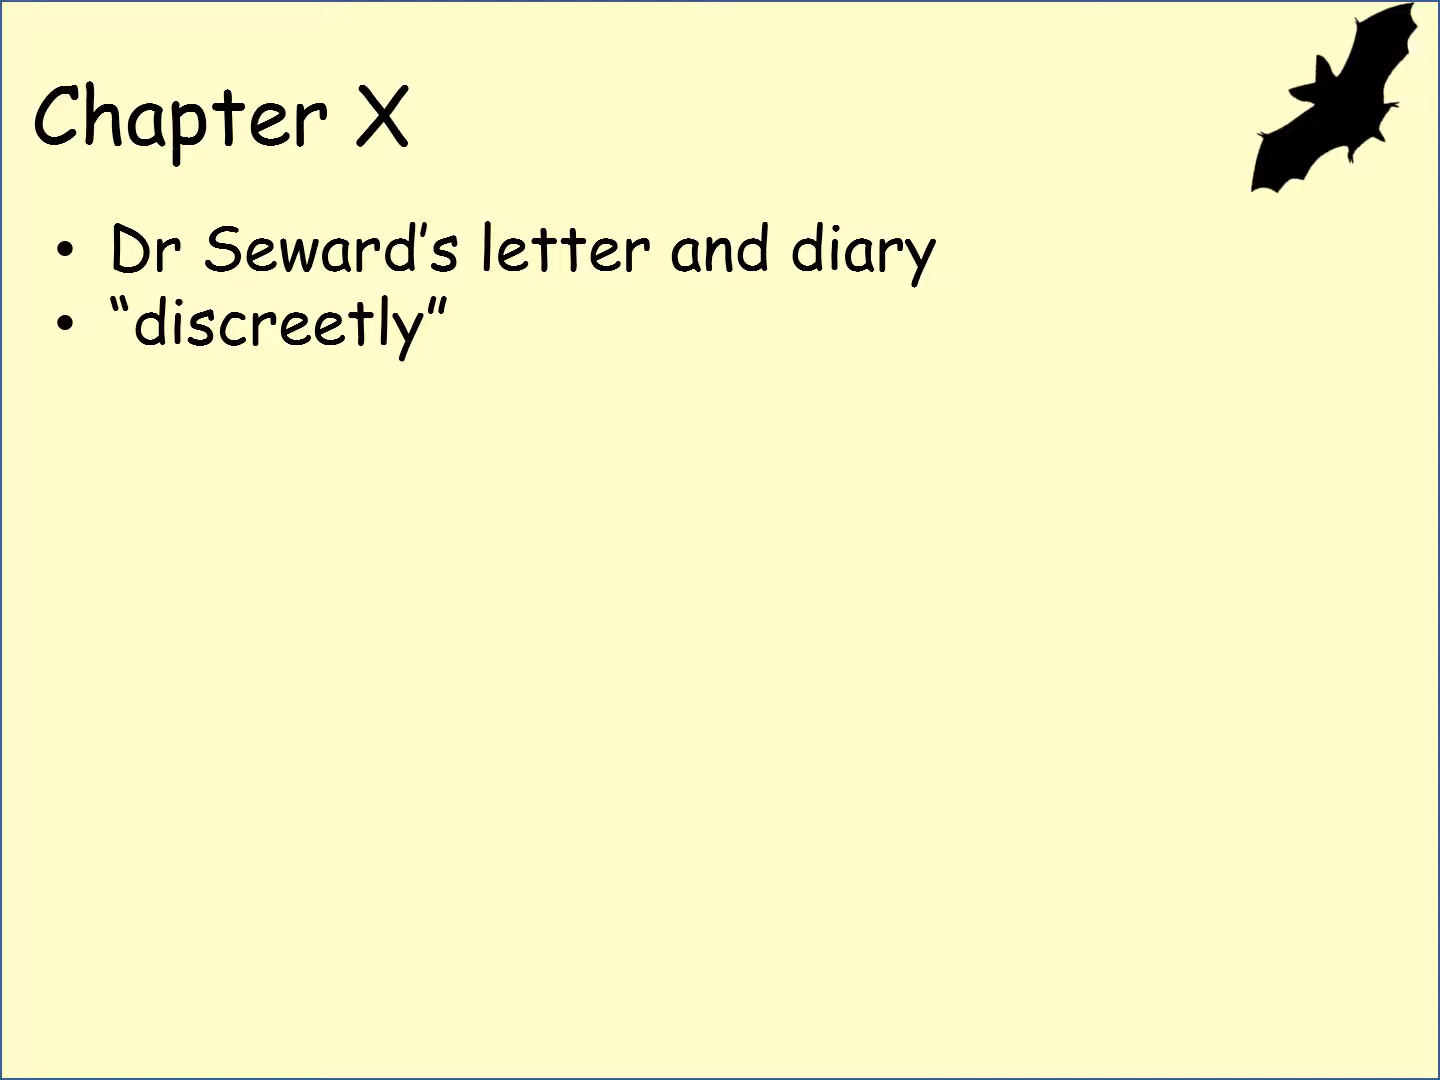 Chapter X
• Dr Seward’s letter and diary
• “discreetly”